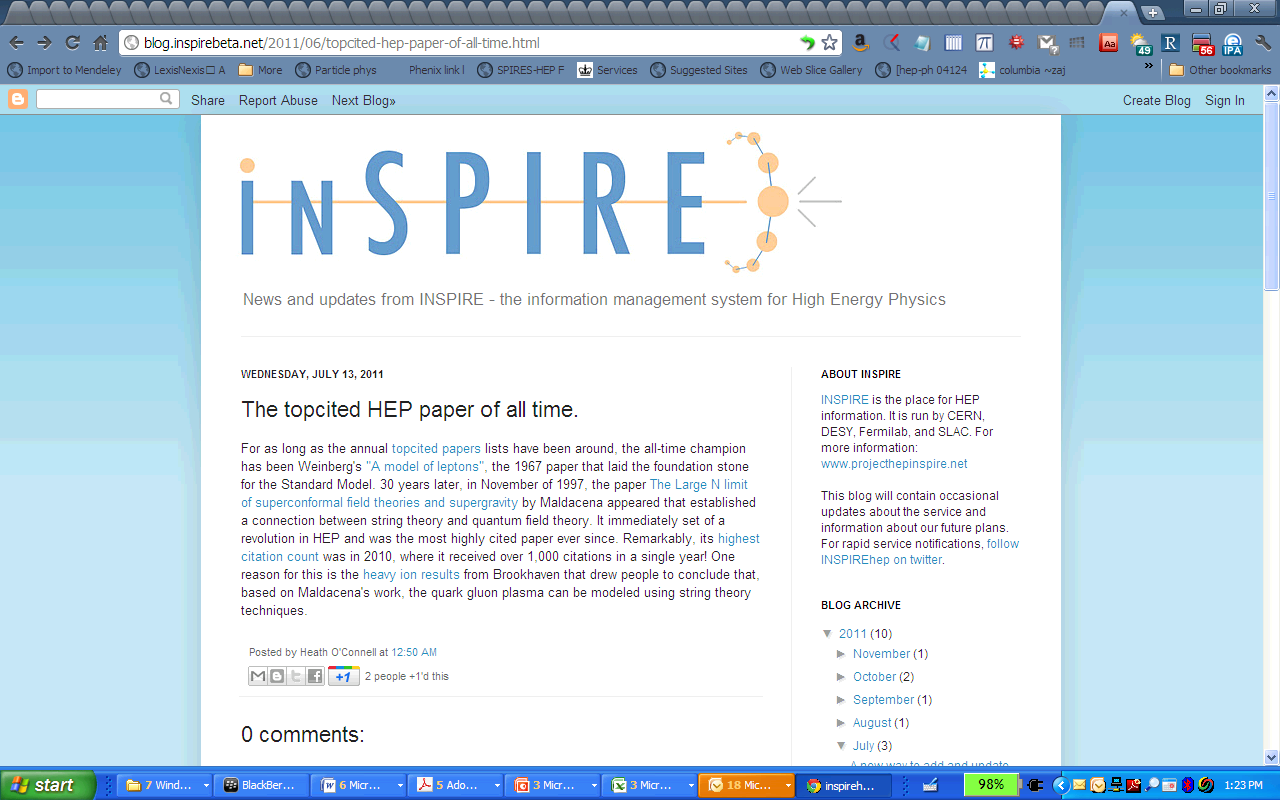 blog.inspirebeta.net/2011/06/topcited-hep-paper-of-all-time.html
Aa
49
R
56
IPA
Import to Mendeley
LexisNexis□ A
More
Particle phys
Phenix link l
SPIRES-HEP F
Services
Suggested Sites
Web Slice Gallery
[hep-ph 04124
columbia ~zaj
»
Other bookmarks
Share
Report Abuse
Next Blog»
Create Blog
Sign In
inSPIRE
News and updates from INSPIRE - the information management system for High Energy Physics
WEDNESDAY, JULY 13, 2011
The topcited HEP paper of all time.
For as long as the annual topcited papers lists have been around, the all-time champion
has been Weinberg's "A model of leptons", the 1967 paper that laid the foundation stone
for the Standard Model. 30 years later, in November of 1997, the paper The Large N limit
of superconformal field theories and supergravity by Maldacena appeared that established
a connection between string theory and quantum field theory. It immediately set of a
revolution in HEP and was the most highly cited paper ever since. Remarkably, its highest
citation count was in 2010, where it received over 1,000 citations in a single year! One
reason for this is the heavy ion results from Brookhaven that drew people to conclude that,
based on Maldacena's work, the quark gluon plasma can be modeled using string theory
techniques.
Posted by Heath O'Connell at 12:50 AM
+1
2 people +1'd this
0 comments:
ABOUT INSPIRE
INSPIRE is the place for HEP
information. It is run by CERN,
DESY, Fermilab, and SLAC. For
more information:
www.projecthepinspire.net
This blog will contain occasional
updates about the service and
information about our future plans.
For rapid service notifications, follow
INSPIREhep on twitter.
BLOG ARCHIVE
▼ 2011 (10)
► November (1)
► October (2)
► September (1)
► August (1)
▼ July (3)
A new way to add and update
start
7 Wind...
BlackBer...
6 Micr...
5 Ado...
3 Micr...
3 Micr...
18 Mic...
inspireh...
98%
1:23 PM